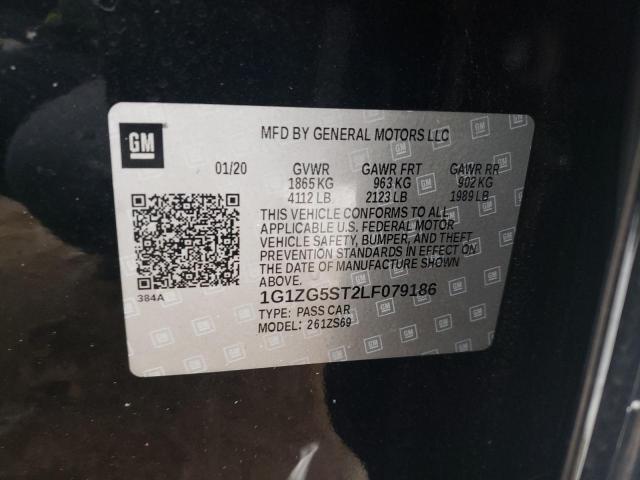 GM
MFD BY GENERAL MOTORS LLC
01/20 GVWR GAWR FRT GAWR RR
1865 KG 963 KG 902 KG
4112 LB 2123 LB 1989 LB
THIS VEHICLE CONFORMS TO ALL
APPLICABLE U.S. FEDERAL MOTOR
VEHICLE SAFETY, BUMPER, AND THEFT
PREVENTION STANDARDS IN EFFECT ON
THE DATE OF MANUFACTURE SHOWN
ABOVE.
384A
1G1ZG5ST2LF079186
TYPE: PASS CAR
MODEL: 261ZS69